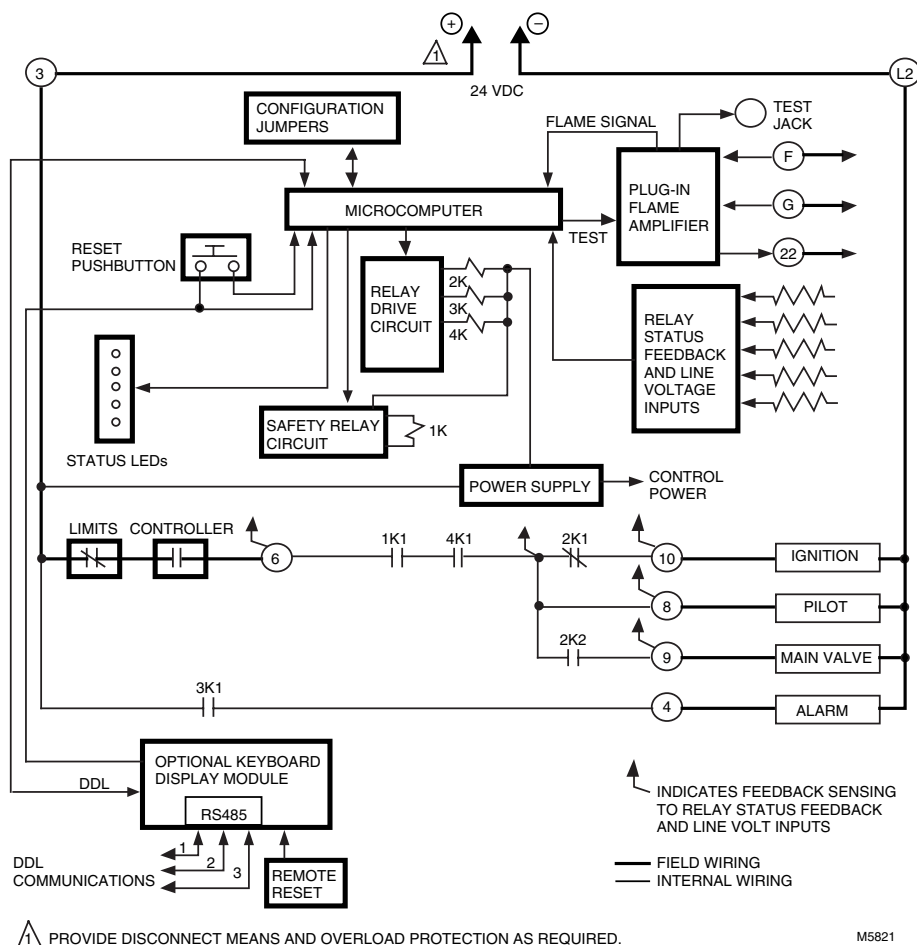 +
−
1
3
L2
24 VDC
CONFIGURATION
JUMPERS
FLAME SIGNAL
TEST
JACK
F
PLUG-IN
FLAME
AMPLIFIER
G
MICROCOMPUTER
TEST
22
RESET
PUSHBUTTON
RELAY
DRIVE
CIRCUIT
2K
3K
4K
RELAY
STATUS
FEEDBACK
AND LINE
VOLTAGE
INPUTS
SAFETY RELAY
CIRCUIT
1K
STATUS LEDs
POWER SUPPLY
CONTROL
POWER
LIMITS
CONTROLLER
6
1K1
4K1
2K1
10
IGNITION
8
PILOT
2K2
9
MAIN VALVE
3K1
4
ALARM
OPTIONAL KEYBOARD
DISPLAY MODULE
DDL
RS485
INDICATES FEEDBACK SENSING
TO RELAY STATUS FEEDBACK
AND LINE VOLT INPUTS
1
2
3
DDL
COMMUNICATIONS
REMOTE
RESET
FIELD WIRING
INTERNAL WIRING
1 PROVIDE DISCONNECT MEANS AND OVERLOAD PROTECTION AS REQUIRED.
M5821